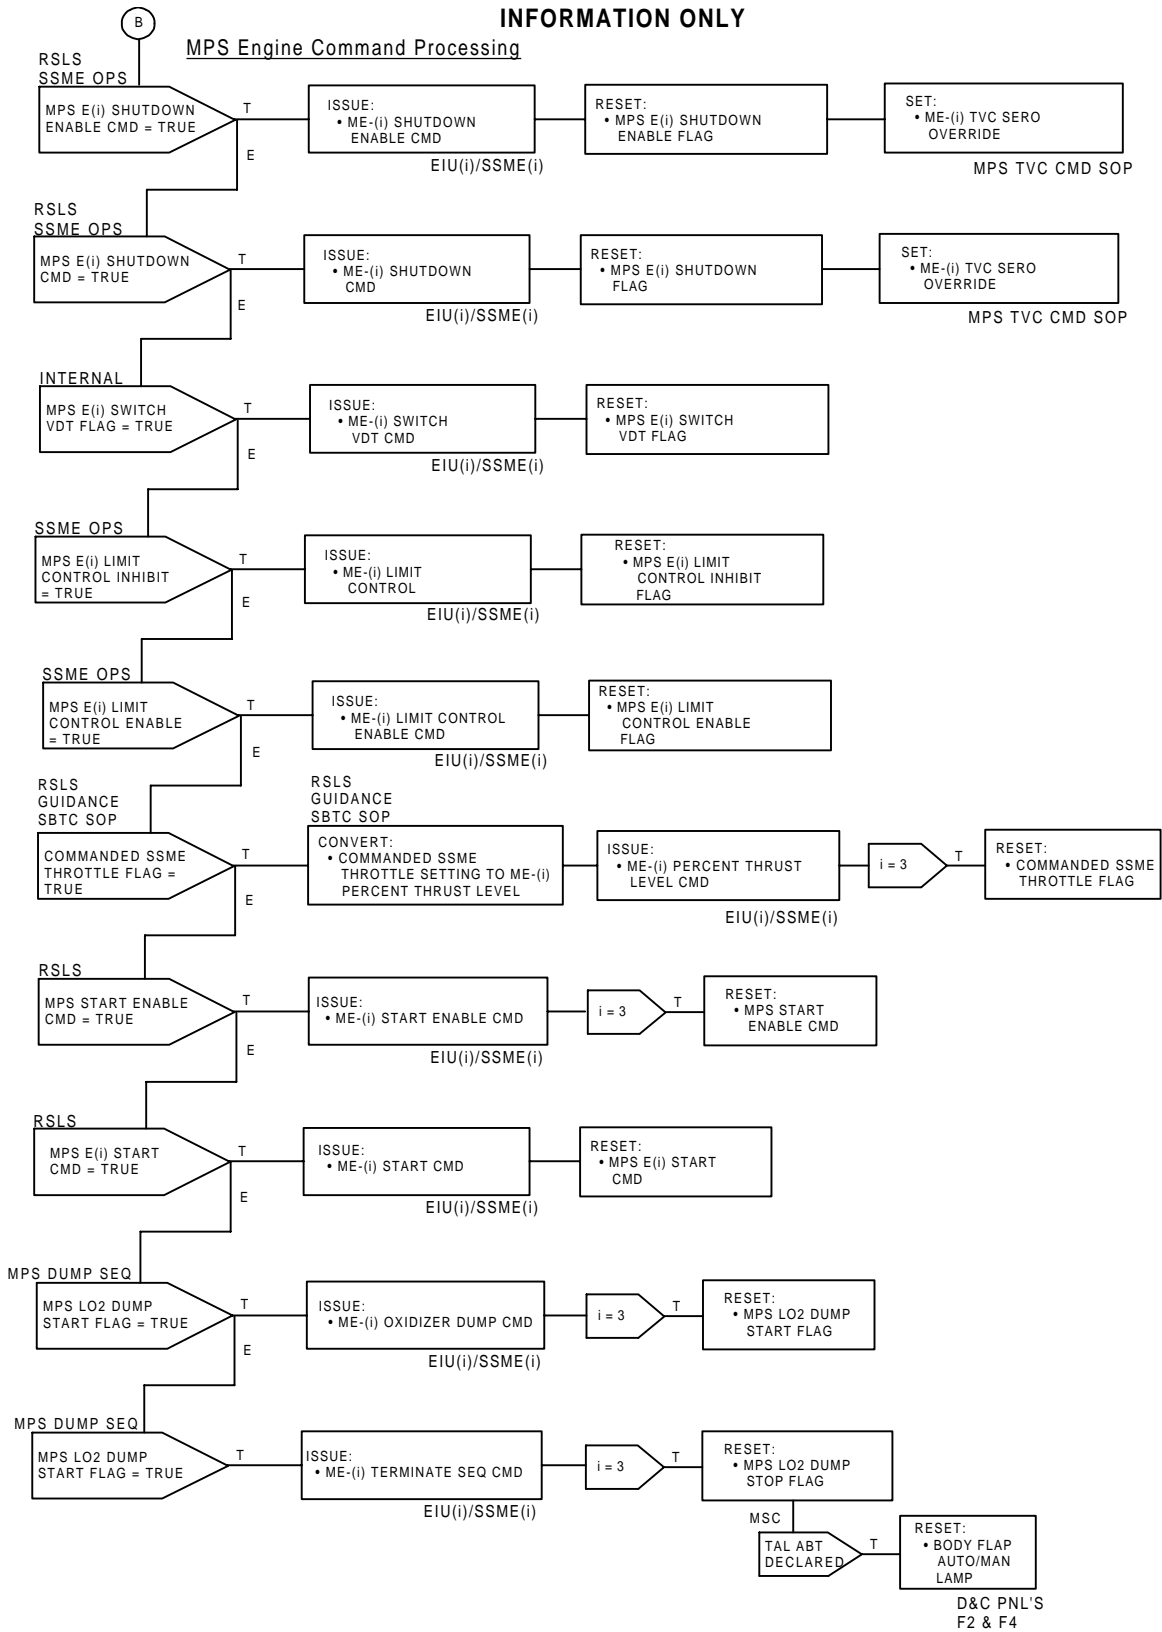 B
INFORMATION ONLY
MPS Engine Command Processing
RSLS
SSME OPS
MPS E(i) SHUTDOWN
ENABLE CMD = TRUE
T
E
ISSUE:
• ME-(i) SHUTDOWN
ENABLE CMD
EIU(i)/SSME(i)
RESET:
• MPS E(i) SHUTDOWN
ENABLE FLAG
SET:
• ME-(i) TVC SERO
OVERRIDE
MPS TVC CMD SOP
RSLS
SSME OPS
MPS E(i) SHUTDOWN
CMD = TRUE
T
E
ISSUE:
• ME-(i) SHUTDOWN
CMD
EIU(i)/SSME(i)
RESET:
• MPS E(i) SHUTDOWN
FLAG
SET:
• ME-(i) TVC SERO
OVERRIDE
MPS TVC CMD SOP
INTERNAL
MPS E(i) SWITCH
VDT FLAG = TRUE
T
E
ISSUE:
• ME-(i) SWITCH
VDT CMD
EIU(i)/SSME(i)
RESET:
• MPS E(i) SWITCH
VDT FLAG
SSME OPS
MPS E(i) LIMIT
CONTROL INHIBIT
= TRUE
T
E
ISSUE:
• ME-(i) LIMIT
CONTROL
EIU(i)/SSME(i)
RESET:
• MPS E(i) LIMIT
CONTROL INHIBIT
FLAG
SSME OPS
MPS E(i) LIMIT
CONTROL ENABLE
= TRUE
T
E
ISSUE:
• ME-(i) LIMIT CONTROL
ENABLE CMD
EIU(i)/SSME(i)
RESET:
• MPS E(i) LIMIT
CONTROL ENABLE
FLAG
RSLS
GUIDANCE
SBTC SOP
COMMANDED SSME
THROTTLE FLAG =
TRUE
T
E
RSLS
GUIDANCE
SBTC SOP
CONVERT:
• COMMANDED SSME
THROTTLE SETTING TO ME-(i)
PERCENT THRUST LEVEL
ISSUE:
• ME-(i) PERCENT THRUST
LEVEL CMD
EIU(i)/SSME(i)
i = 3
T
RESET:
• COMMANDED SSME
THROTTLE FLAG
RSLS
MPS START ENABLE
CMD = TRUE
T
E
ISSUE:
• ME-(i) START ENABLE CMD
EIU(i)/SSME(i)
i = 3
T
RESET:
• MPS START
ENABLE CMD
RSLS
MPS E(i) START
CMD = TRUE
T
E
ISSUE:
• ME-(i) START CMD
EIU(i)/SSME(i)
RESET:
• MPS E(i) START
CMD
MPS DUMP SEQ
MPS LO2 DUMP
START FLAG = TRUE
T
E
ISSUE:
• ME-(i) OXIDIZER DUMP CMD
EIU(i)/SSME(i)
i = 3
T
RESET:
• MPS LO2 DUMP
START FLAG
MPS DUMP SEQ
MPS LO2 DUMP
START FLAG = TRUE
T
ISSUE:
• ME-(i) TERMINATE SEQ CMD
EIU(i)/SSME(i)
i = 3
T
RESET:
• MPS LO2 DUMP
STOP FLAG
MSC
TAL ABT
DECLARED
T
RESET:
• BODY FLAP
AUTO/MAN
LAMP
D&C PNL'S
F2 & F4